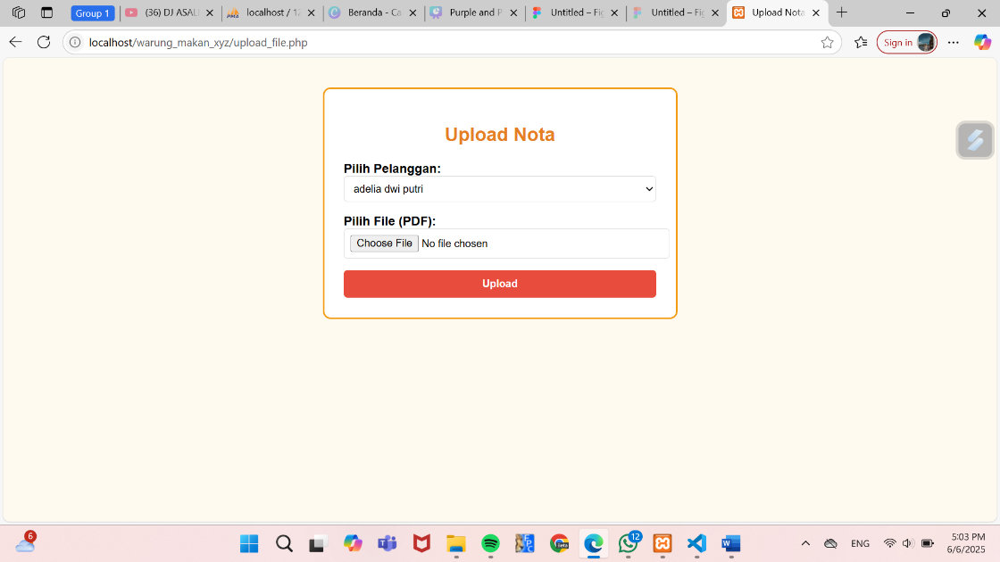 Group 1
(36) DJ ASAL
localhost / 12
Beranda - Ca
Purple and P
Untitled – Fig
Untitled – Fig
Upload Nota
localhost/warung_makan_xyz/upload_file.php
Sign in
Upload Nota
Pilih Pelanggan:
adelia dwi putri
Pilih File (PDF):
Choose File No file chosen
Upload
6
12
ENG
5:03 PM
6/6/2025